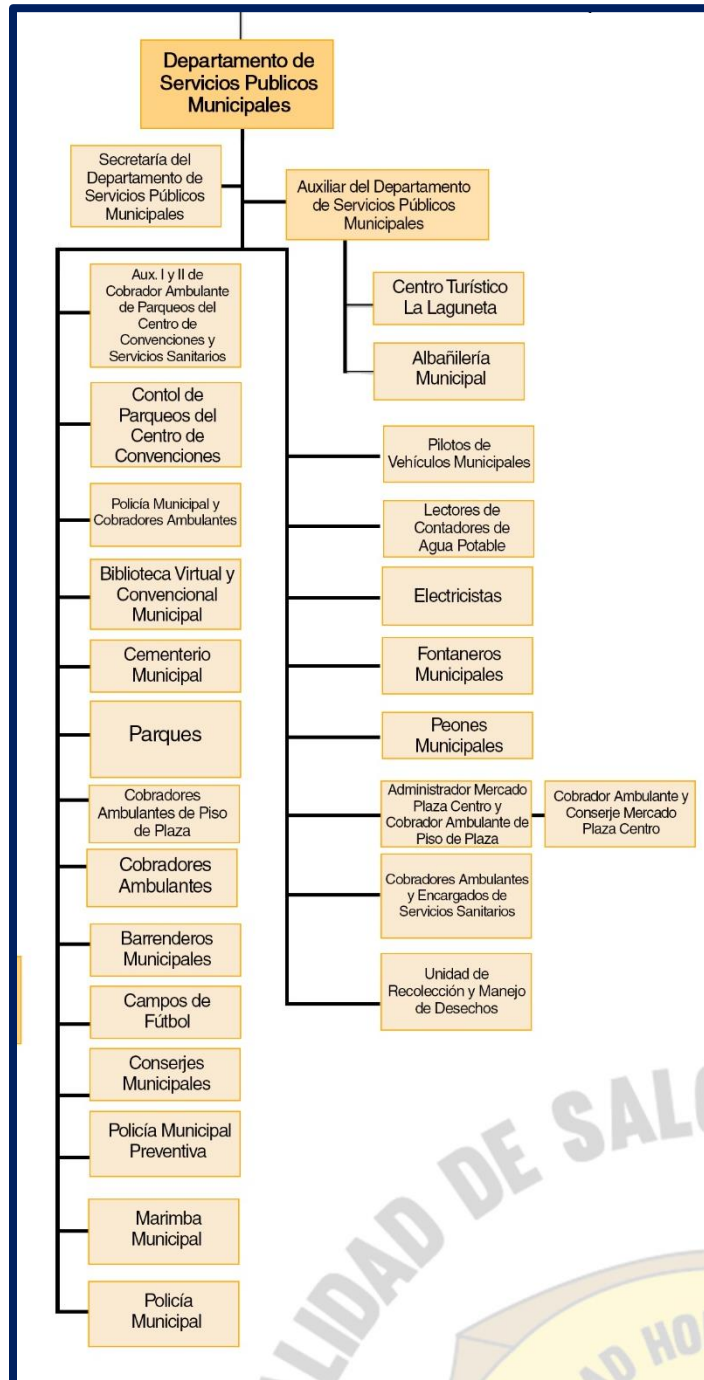 Departamento de
Servicios Publicos
Municipales
Secretaría del
Departamento de
Servicios Públicos
Municipales
Auxiliar del Departamento
de Servicios Públicos
Municipales
Centro Turístico
La Laguneta
Albañilería
Municipal
Aux. I y II de
Cobrador Ambulante
de Parqueos del
Centro de
Convenciones y
Servicios Sanitarios
Contol de
Parqueos del
Centro de
Convenciones
Policía Municipal y
Cobradores Ambulantes
Biblioteca Virtual y
Convencional
Municipal
Cementerio
Municipal
Parques
Cobradores
Ambulantes de Piso
de Plaza
Cobradores
Ambulantes
Barrenderos
Municipales
Campos de
Fútbol
Conserjes
Municipales
Policía Municipal
Preventiva
Marimba
Municipal
Policía
Municipal
Pilotos de
Vehículos Municipales
Lectores de
Contadores de
Agua Potable
Electricistas
Fontaneros
Municipales
Peones
Municipales
Administrador Mercado
Plaza Centro y
Cobrador Ambulante de
Piso de Plaza
Cobrador Ambulante y
Conserje Mercado
Plaza Centro
Cobradores Ambulantes
y Encargados de
Servicios Sanitarios
Unidad de
Recolección y Manejo
de Desechos
DE